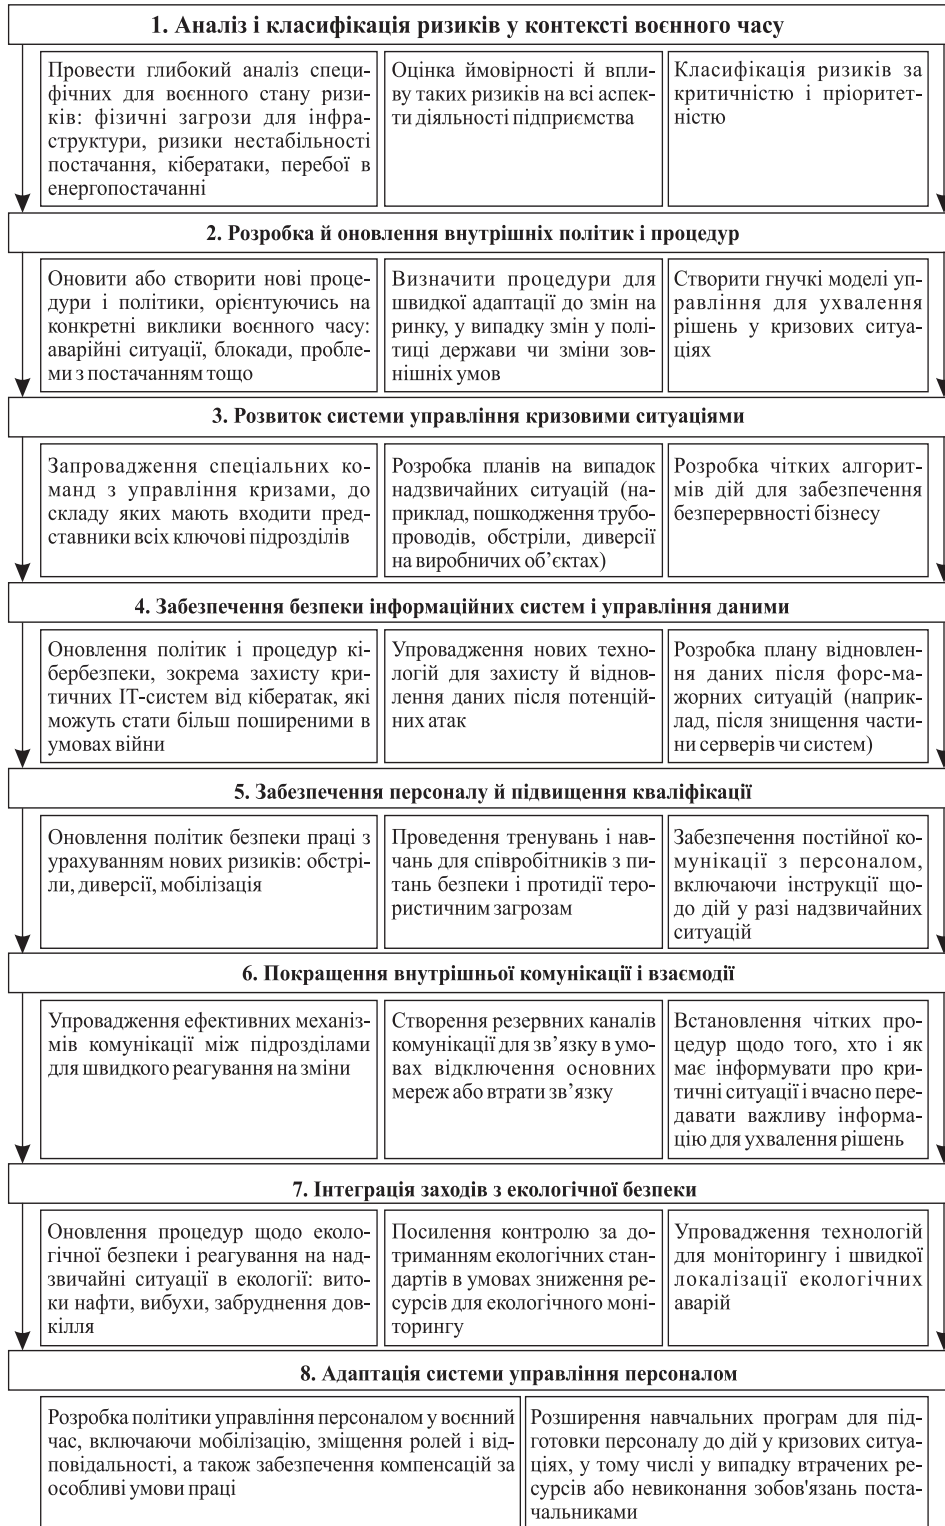 1. Аналіз і класифікація ризиків у контексті воєнного часу
Провести глибокий аналіз специ-
фічних для воєнного стану ризи-
ків: фізичні загрози для інфра-
структури, ризики нестабільності
постачання, кібератаки, перебої в
енергопостачанні
Оцінка ймовірності й впли-
ву таких ризиків на всі аспек-
ти діяльності підприємства
Класифікація ризиків за
критичністю і пріоритет-
ністю
2. Розробка й оновлення внутрішніх політик і процедур
Оновити або створити нові проце-
дури і політики, орієнтуючись на
конкретні виклики воєнного часу:
аварійні ситуації, блокади, пробле-
ми з постачанням тощо
Визначити процедури для
швидкої адаптації до змін на
ринку, у випадку змін у полі-
тиці держави чи зміни зов-
нішніх умов
Створити гнучкі моделі уп-
равління для ухвалення
рішень у кризових ситуа-
ціях
3. Розвиток системи управління кризовими ситуаціями
Запровадження спеціальних ко-
манд з управління кризами, до
складу яких мають входити пред-
ставники всіх ключові підрозділів
Розробка планів на випадок
надзвичайних ситуацій (на-
приклад, пошкодження трубо-
проводів, обстріли, диверсії
на виробничих об’єктах)
Розробка чітких алгорит-
мів дій для забезпечення
безперервності бізнесу
4. Забезпечення безпеки інформаційних систем і управління даними
Оновлення політик і процедур кі-
бербезпеки, зокрема захисту кри-
тичних ІТ-систем від кібератак, які
можуть стати більш поширеними в
умовах війни
Упровадження нових техно-
логій для захисту й віднов-
лення даних після потенцій-
них атак
Розробка плану відновлен-
ня даних після форс-ма-
жорних ситуацій (наприк-
лад, після знищення части-
ни серверів чи систем)
5. Забезпечення персоналу й підвищення кваліфікації
Оновлення політик безпеки праці з
урахуванням нових ризиків: обстрі-
ли, диверсії, мобілізація
Проведення тренувань і нав-
чань для співробітників з пи-
тань безпеки і протидії теро-
ристичним загрозам
Забезпечення постійної ко-
мунікації з персоналом,
включаючи інструкції що-
до дій у разі надзвичайних
ситуацій
6. Покращення внутрішньої комунікації і взаємодії
Упровадження ефективних механіз-
мів комунікації між підрозділами
для швидкого реагування на зміни
Створення резервних каналів
комунікації для зв’язку в умо-
вах відключення основних
мереж або втрати зв’язку
Встановлення чітких про-
цедур щодо того, хто і як
має інформувати про кри-
тичні ситуації і вчасно пере-
давати важливу інформа-
цію для ухвалення рішень
7. Інтеграція заходів з екологічної безпеки
Оновлення процедур щодо еколо-
гічної безпеки і реагування на над-
звичайні ситуації в екології: вито-
ки нафти, вибухи, забруднення дов-
кілля
Посилення контролю за до-
триманням екологічних стан-
дартів в умовах зниження ре-
сурсів для екологічного моні-
торингу
Упровадження технологій
для моніторингу і швидкої
локалізації екологічних
аварій
8. Адаптація системи управління персоналом
Розробка політики управління персоналом у воєнний
час, включаючи мобілізацію, зміщення ролей і від-
повідальності, а також забезпечення компенсацій за
особливі умови праці
Розширення навчальних програм для під-
готовки персоналу до дій у кризових ситуа-
ціях, у тому числі у випадку втрачених ре-
сурсів або невиконання зобов'язань поста-
чальниками